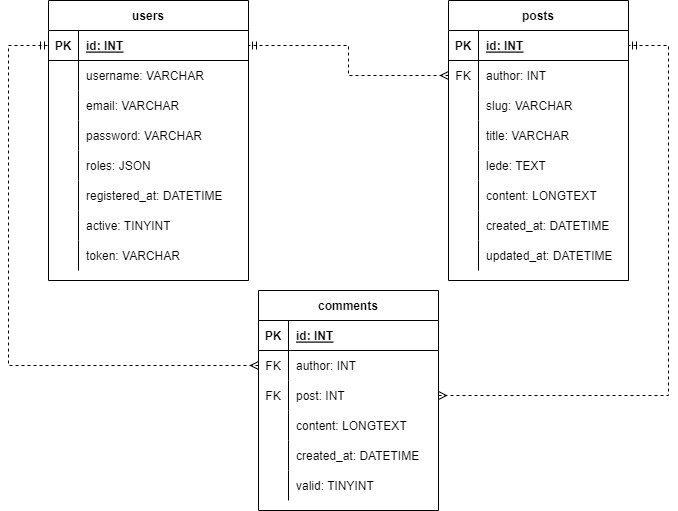 users
PK id: INT
username: VARCHAR
email: VARCHAR
password: VARCHAR
roles: JSON
registered_at: DATETIME
active: TINYINT
token: VARCHAR
posts
PK id: INT
FK author: INT
slug: VARCHAR
title: VARCHAR
lede: TEXT
content: LONGTEXT
created_at: DATETIME
updated_at: DATETIME
comments
PK id: INT
FK author: INT
FK post: INT
content: LONGTEXT
created_at: DATETIME
valid: TINYINT